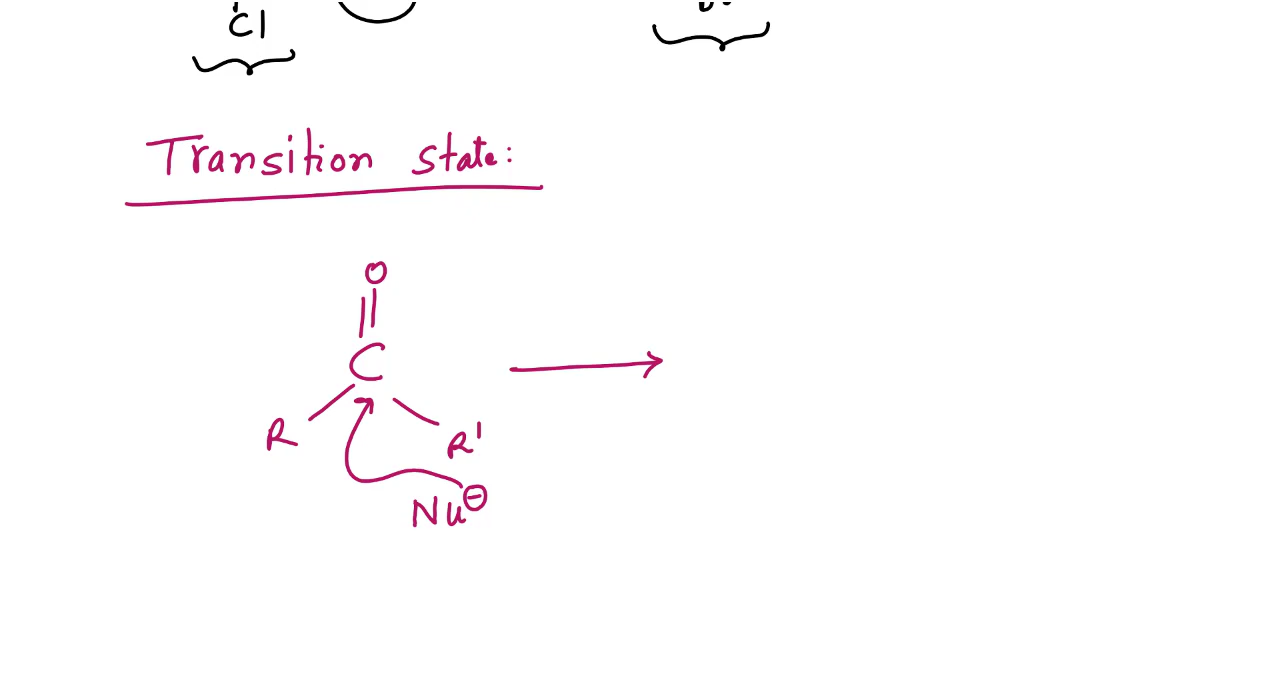 Cl
Transition state:
O
C
R R'
Nu⊖